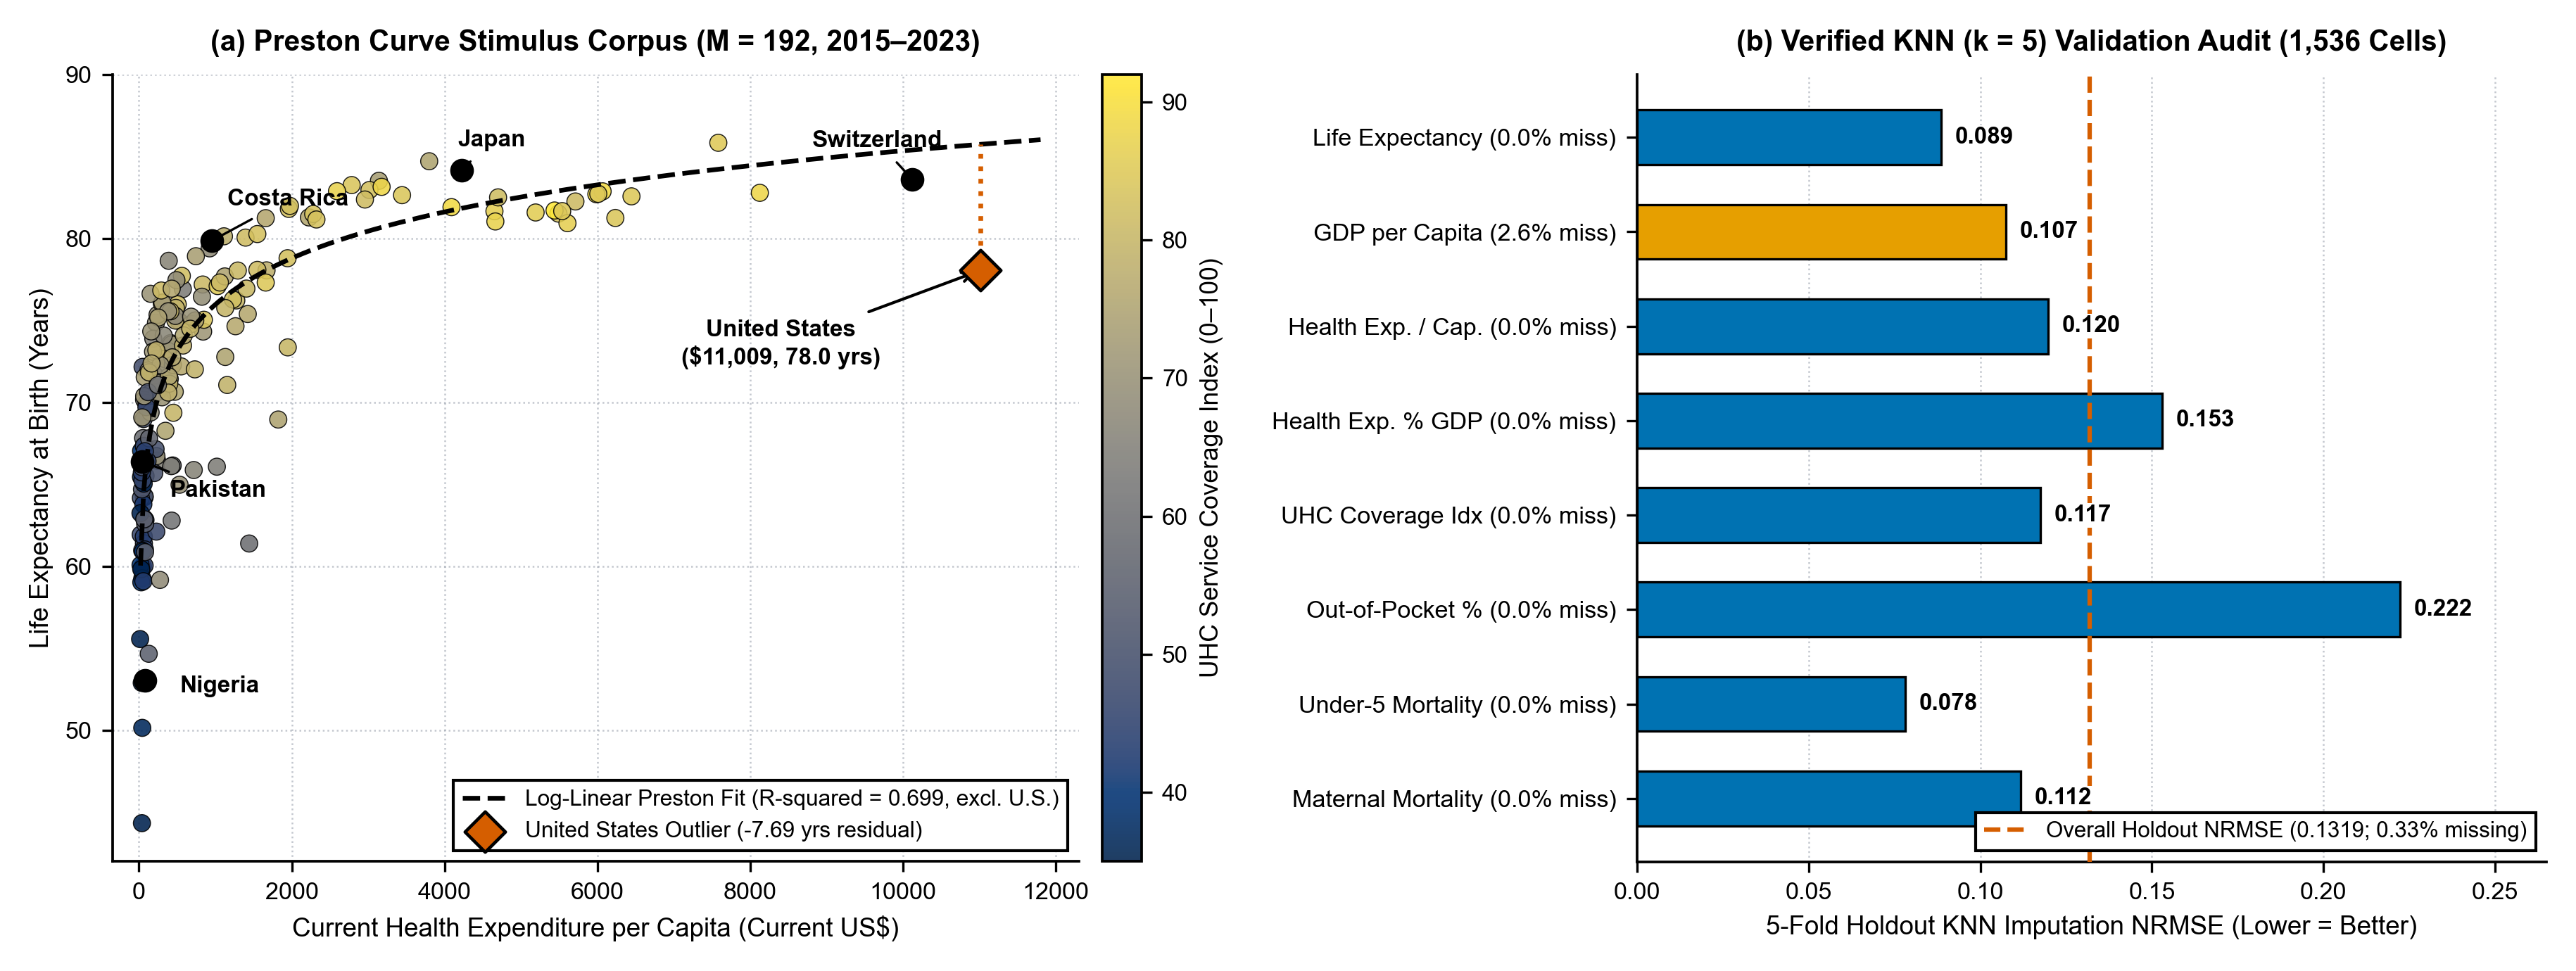 (a) Preston Curve Stimulus Corpus (M = 192, 2015–2023)
Life Expectancy at Birth (Years)
90
80
70
60
50
Japan
Switzerland
Costa Rica
United States
($11,009, 78.0 yrs)
Pakistan
Nigeria
Log-Linear Preston Fit (R-squared = 0.699, excl. U.S.)
United States Outlier (-7.69 yrs residual)
0
2000
4000
6000
8000
10000
12000
Current Health Expenditure per Capita (Current US$)
90
80
70
60
50
40
UHC Service Coverage Index (0–100)
(b) Verified KNN (k = 5) Validation Audit (1,536 Cells)
Life Expectancy (0.0% miss)
0.089
GDP per Capita (2.6% miss)
0.107
Health Exp. / Cap. (0.0% miss)
0.120
Health Exp. % GDP (0.0% miss)
0.153
UHC Coverage Idx (0.0% miss)
0.117
Out-of-Pocket % (0.0% miss)
0.222
Under-5 Mortality (0.0% miss)
0.078
Maternal Mortality (0.0% miss)
0.112
Overall Holdout NRMSE (0.1319; 0.33% missing)
0.00
0.05
0.10
0.15
0.20
0.25
5-Fold Holdout KNN Imputation NRMSE (Lower = Better)